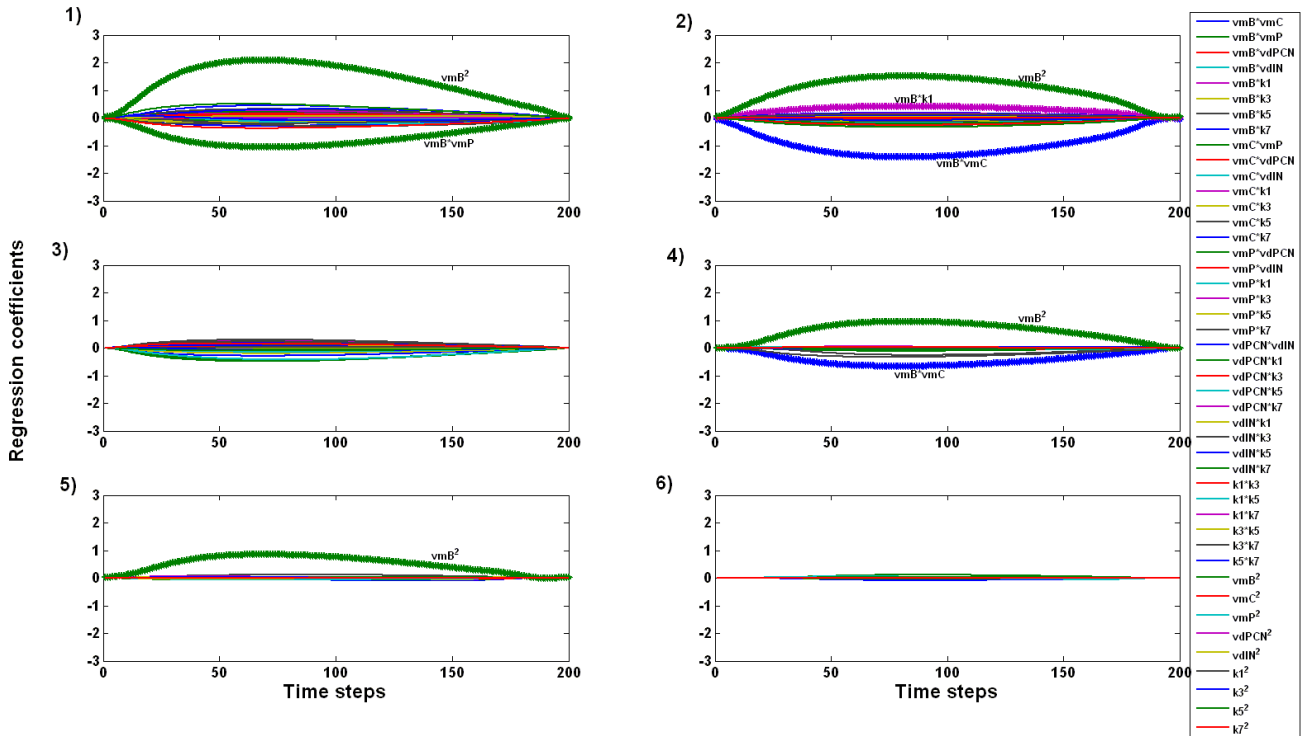 1)
3
2
1
0
-1
-2
-3
vmB²
vmB*vmP
0
50
100
150
200
2)
3
2
1
0
-1
-2
-3
vmB²
vmB*k1
vmB*vmC
0
50
100
150
200
3)
3
2
1
0
-1
-2
-3
0
50
100
150
200
4)
3
2
1
0
-1
-2
-3
vmB²
vmB*vmC
0
50
100
150
200
5)
3
2
1
0
-1
-2
-3
vmB²
0
50
100
150
200
Time steps
6)
3
2
1
0
-1
-2
-3
0
50
100
150
200
Time steps
Regression coefficients
vmB*vmC
vmB*vmP
vmB*vdPCN
vmB*vdIN
vmB*k1
vmB*k3
vmB*k5
vmB*k7
vmC*vmP
vmC*vdPCN
vmC*vdIN
vmC*k1
vmC*k3
vmC*k5
vmC*k7
vmP*vdPCN
vmP*vdIN
vmP*k1
vmP*k3
vmP*k5
vmP*k7
vdPCN*vdIN
vdPCN*k1
vdPCN*k3
vdPCN*k5
vdPCN*k7
vdIN*k1
vdIN*k3
vdIN*k5
vdIN*k7
k1*k3
k1*k5
k1*k7
k3*k5
k3*k7
k5*k7
vmB²
vmC²
vmP²
vdPCN²
vdIN²
k1²
k3²
k5²
k7²